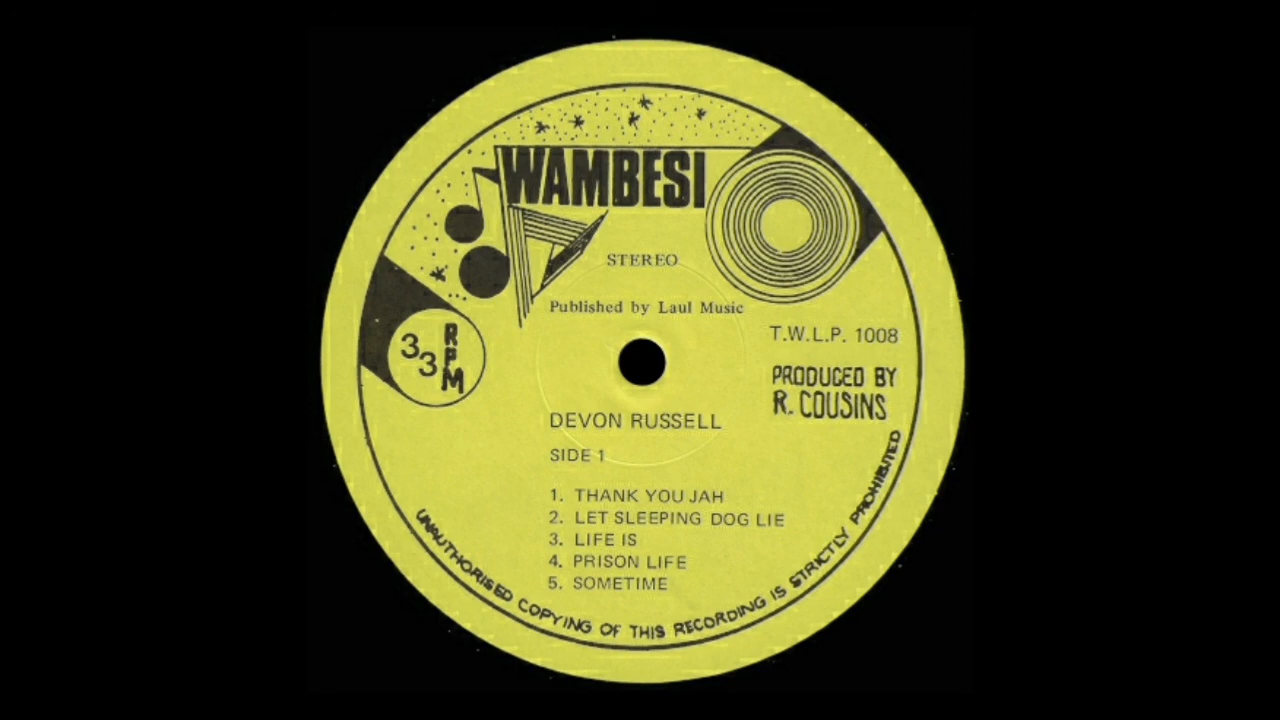 WAMBESI
STEREO
Published by Laul Music
33 RPM
T.W.L.P. 1008
PRODUCED BY
R. COUSINS
DEVON RUSSELL
SIDE 1
1. THANK YOU JAH
2. LET SLEEPING DOG LIE
3. LIFE IS
4. PRISON LIFE
5. SOMETIME
UNAUTHORISED COPYING OF THIS RECORDING IS STRICTLY PROHIBITED